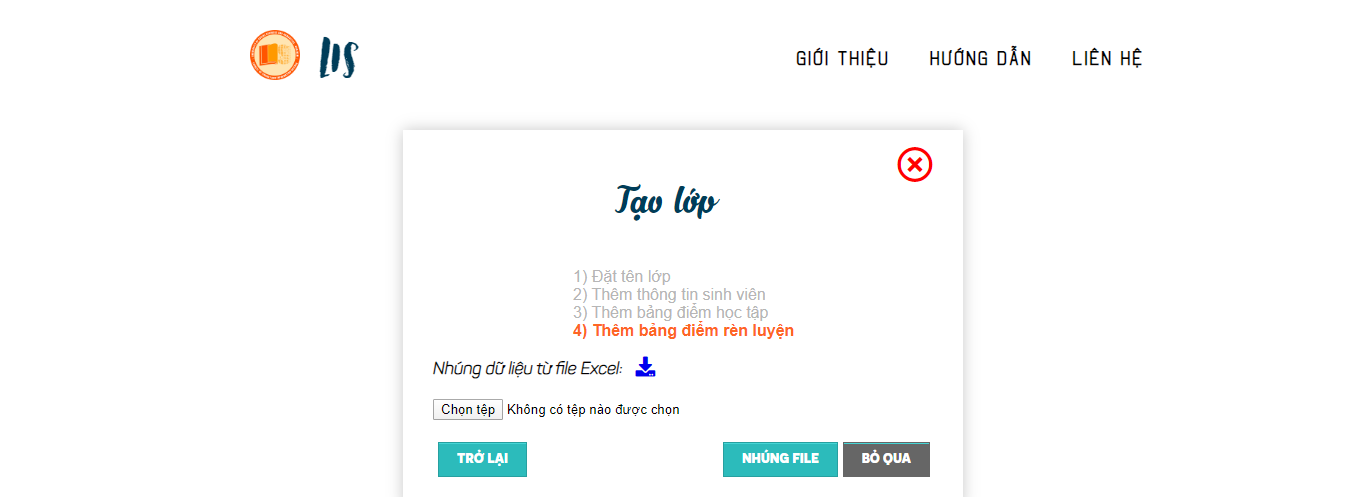 LIS
GIỚI THIỆU
HƯỚNG DẪN
LIÊN HỆ
Tạo lớp
1) Đặt tên lớp
2) Thêm thông tin sinh viên
3) Thêm bảng điểm học tập
4) Thêm bảng điểm rèn luyện
Nhúng dữ liệu từ file Excel:
Chọn tệp Không có tệp nào được chọn
TRỞ LẠI
NHÚNG FILE
BỎ QUA